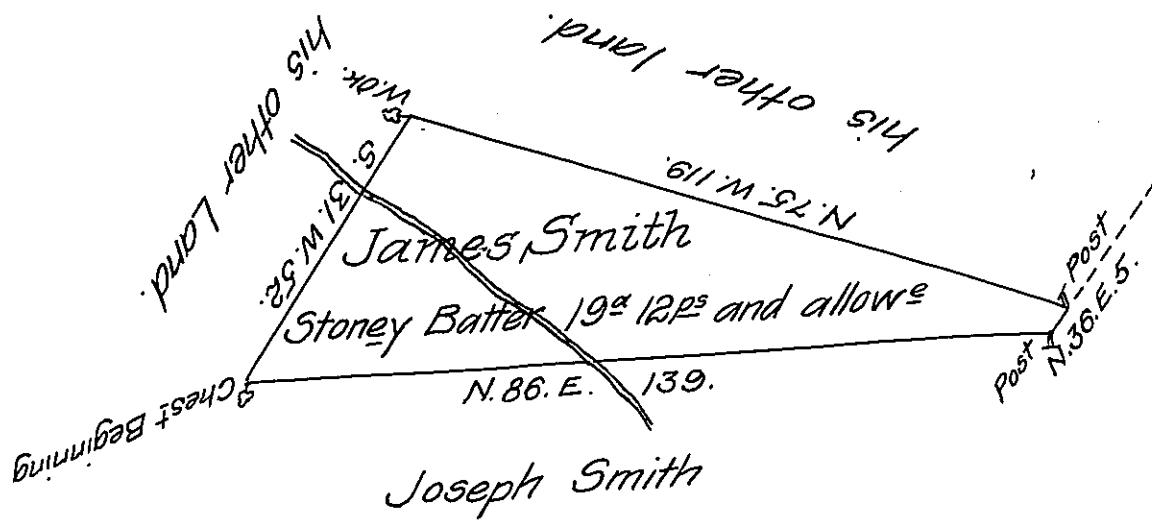 his other land.
his other Land.
W.ok.
N.75.W.119.
S. 31.W.52.
James Smith
Post
Stoney Batter 19a 12ps and allowe
N.36.E.5.
Post
N.86.E. 139.
Chest Beginning
Joseph Smith